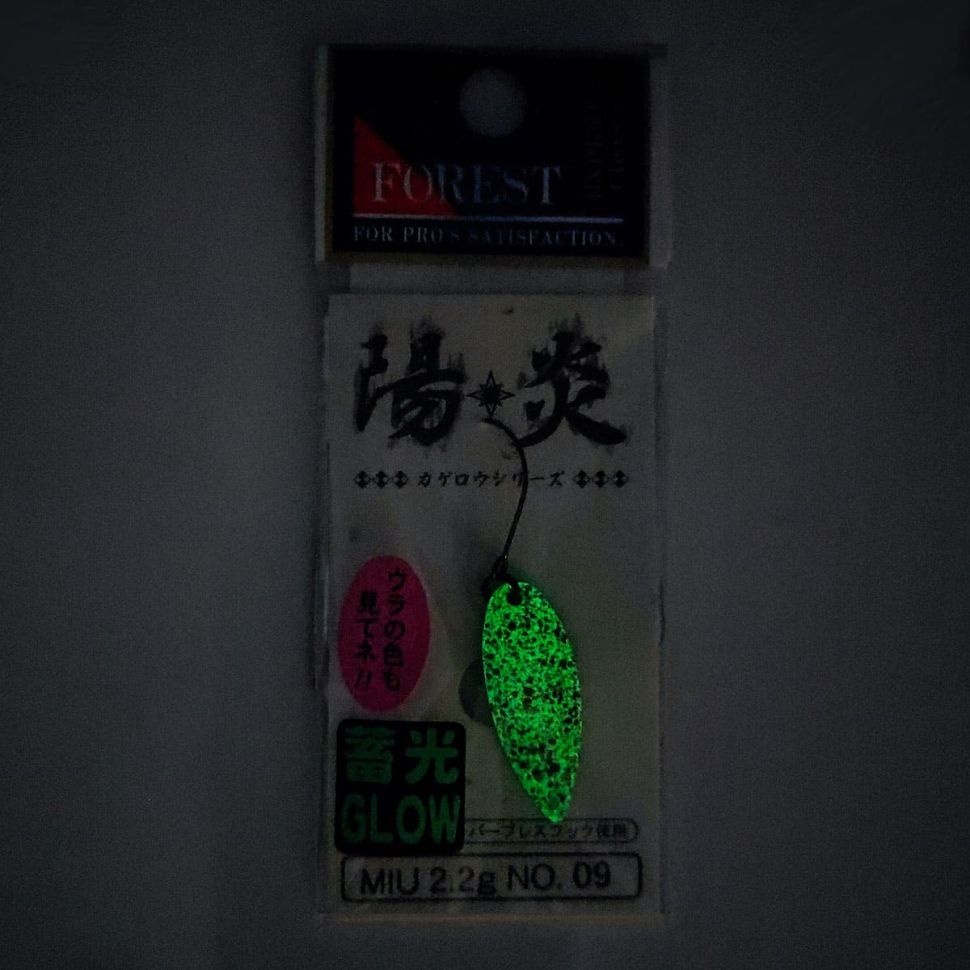 FOREST
FOR PRO'S SATISFACTION.
陽炎
カゲロウシリーズ
ウラの色も
見てネ!!
蓄光
GLOW
バーブレスフック使用
MIU 2.2g NO. 09